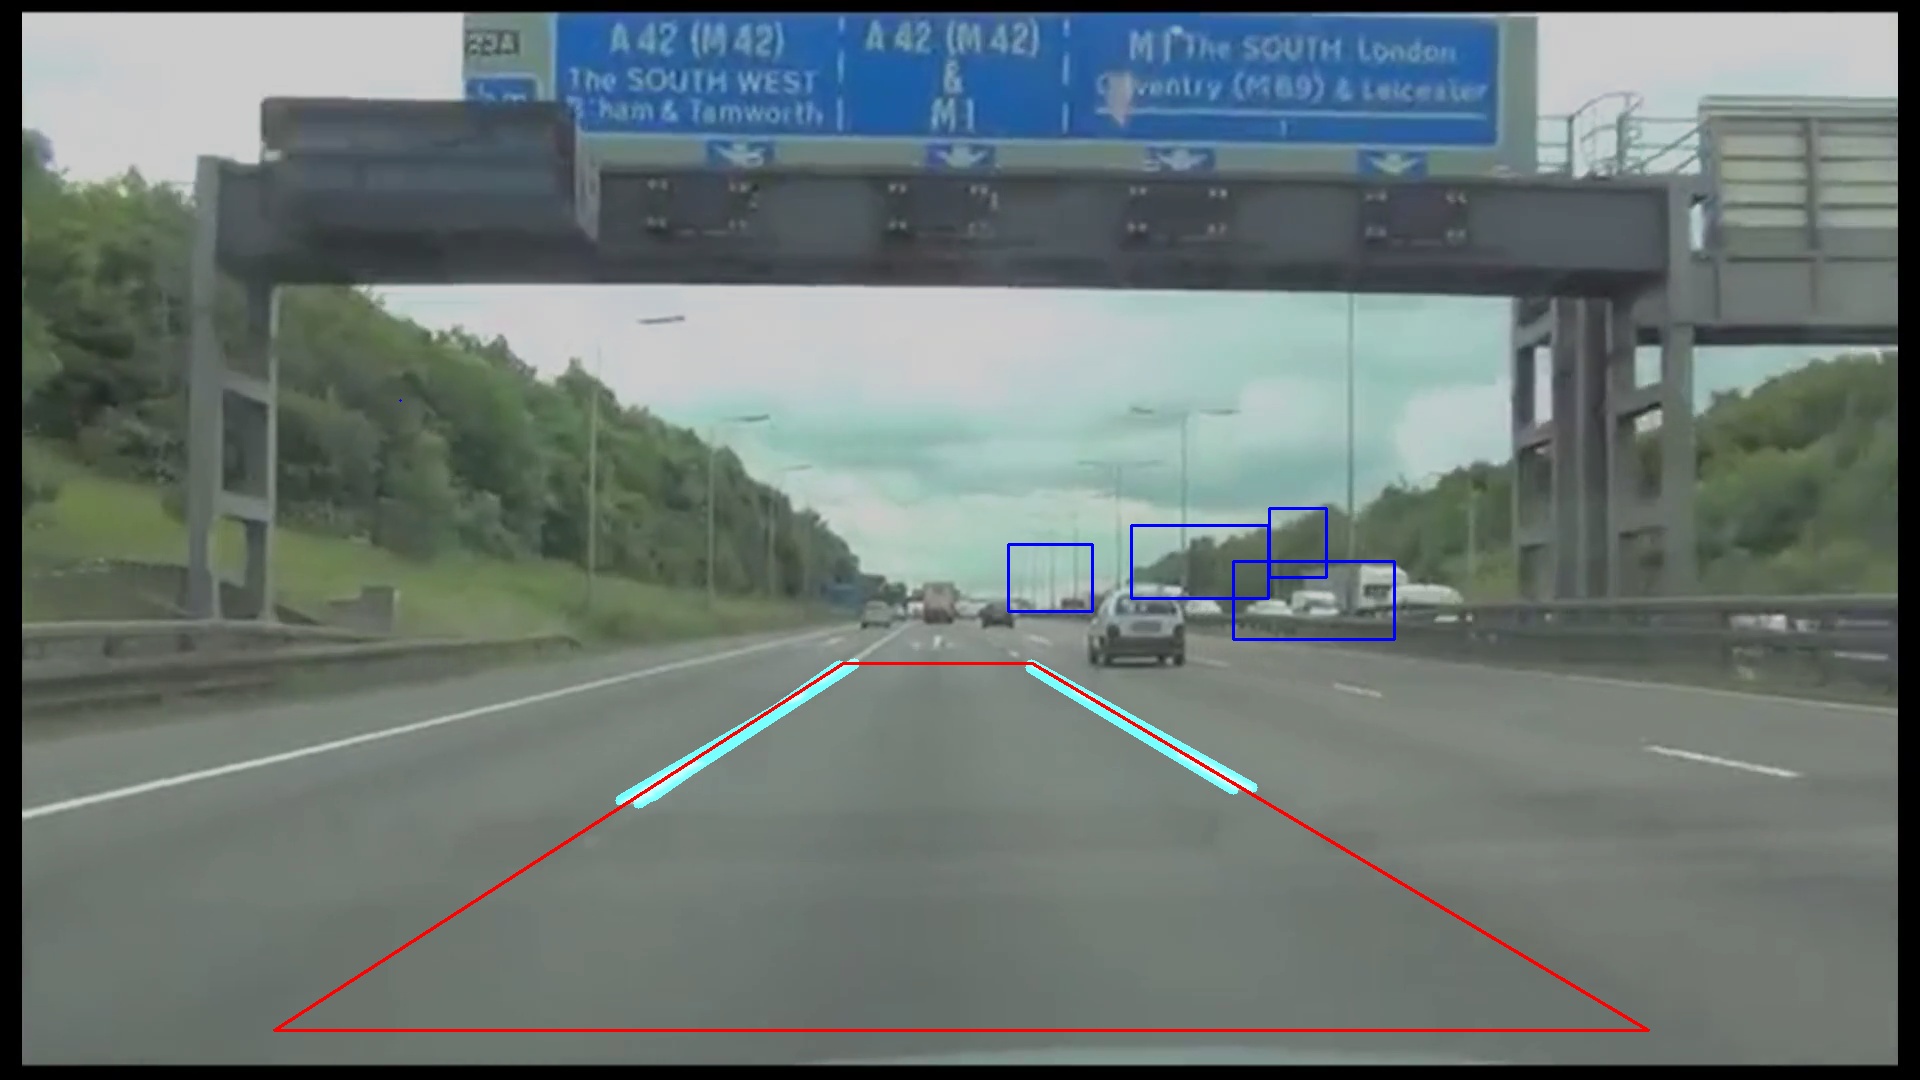 A 42 (M 42)
The SOUTH WEST
B'ham & Tamworth
A 42 (M 42)
&
M 1
M 1 The SOUTH London
Coventry (M69) & Leicester